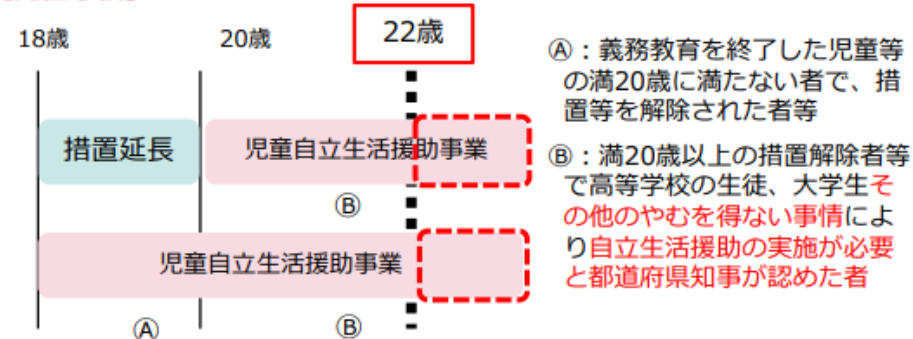 18歳
20歳
22歳
措置延長
児童自立生活援助事業
Ⓑ
児童自立生活援助事業
Ⓐ
Ⓑ
Ⓐ：義務教育を終了した児童等
の満20歳に満たない者で、措
置等を解除された者等
Ⓑ：満20歳以上の措置解除者等
で高等学校の生徒、大学生そ
の他のやむを得ない事情によ
り自立生活援助の実施が必要
と都道府県知事が認めた者